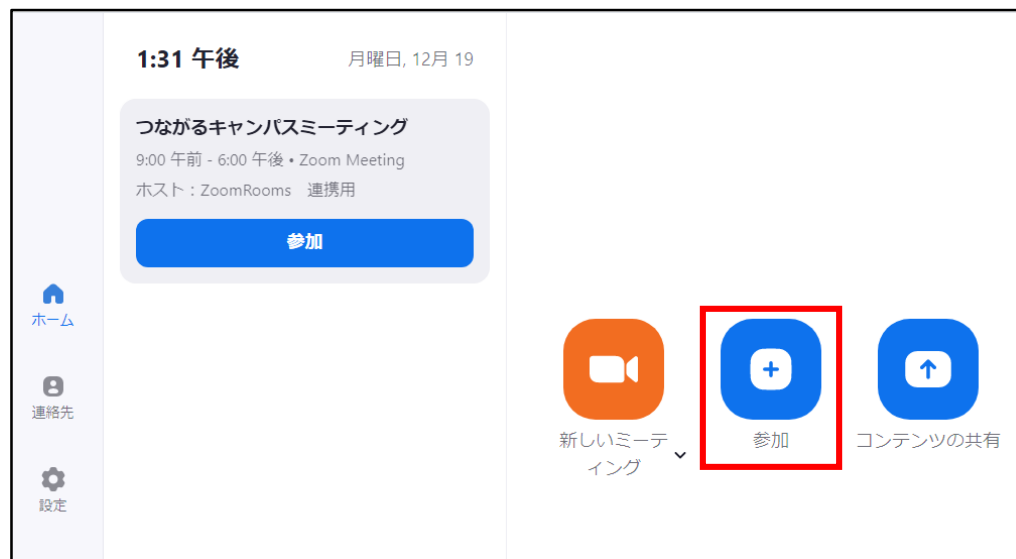 1:31 午後
月曜日, 12月 19
つながるキャンパスミーティング
9:00 午前 - 6:00 午後 • Zoom Meeting
ホスト：ZoomRooms　連携用
参加
ホーム
連絡先
設定
新しいミーテ
ィング
参加
コンテンツの共有